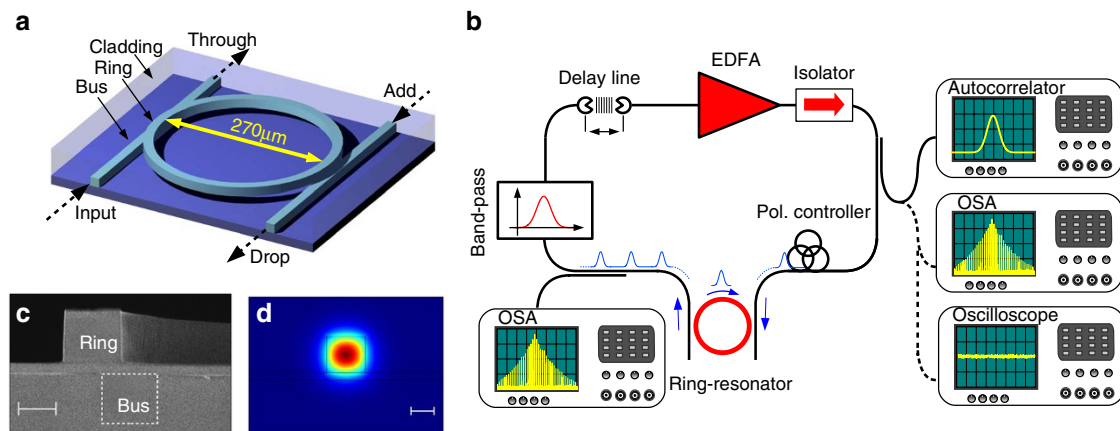 a
Cladding
Ring
Bus
Through
Add
270μm
Input
Drop
b
Delay line
EDFA
Isolator
Band-pass
Pol. controller
Autocorrelator
OSA
Oscilloscope
OSA
Ring-resonator
c
Ring
Bus
d